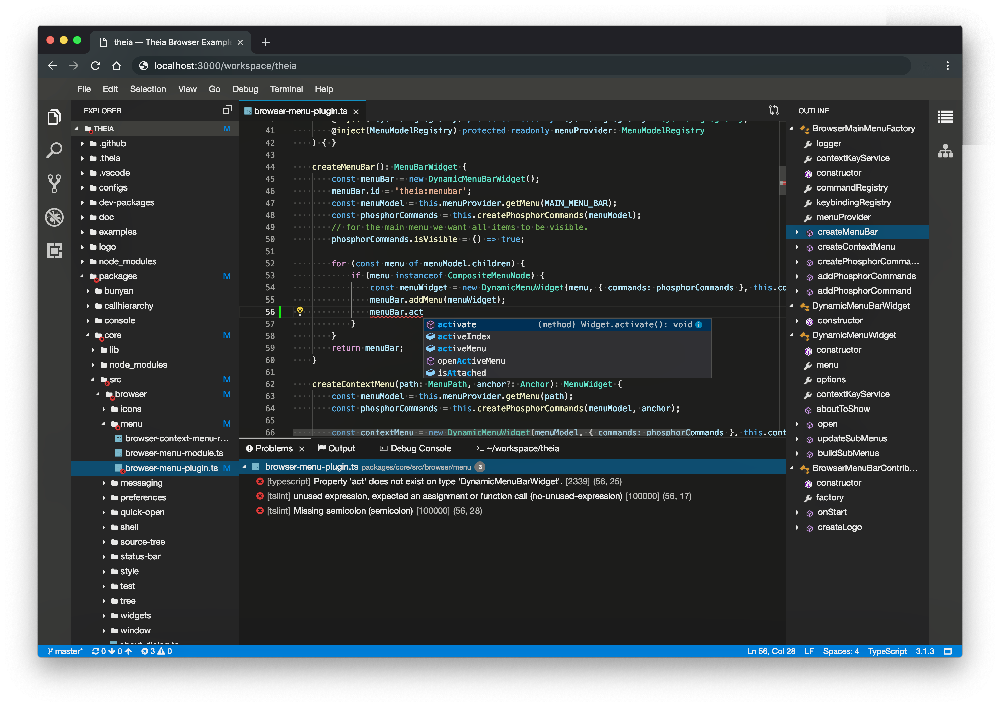 theia — Theia Browser Example
localhost:3000/workspace/theia
File Edit Selection View Go Debug Terminal Help
EXPLORER
THEIA M
.github
.theia
.vscode
configs
dev-packages
doc
examples
logo
node_modules
packages M
bunyan
callhierarchy
console
core M
lib
node_modules
src M
browser M
icons
menu M
TS browser-context-menu-r...
TS browser-menu-module.ts
TS browser-menu-plugin.ts M
messaging
preferences
quick-open
shell
source-tree
status-bar
style
test
tree
widgets
window
TS browser-menu-plugin.ts
41 @inject(MenuModelRegistry) protected readonly menuProvider: MenuModelRegistry
42 ) { }
43
44 createMenuBar(): MenuBarWidget {
45 const menuBar = new DynamicMenuBarWidget();
46 menuBar.id = 'theia:menubar';
47 const menuModel = this.menuProvider.getMenu(MAIN_MENU_BAR);
48 const phosphorCommands = this.createPhosphorCommands(menuModel);
49 // for the main menu we want all items to be visible.
50 phosphorCommands.isVisible = () => true;
51
52 for (const menu of menuModel.children) {
53 if (menu instanceof CompositeMenuNode) {
54 const menuWidget = new DynamicMenuWidget(menu, { commands: phosphorCommands }, this.co
55 menuBar.addMenu(menuWidget);
56 menuBar.act
57 }
58 }
59 return menuBar;
60 }
61
62 createContextMenu(path: MenuPath, anchor?: Anchor): MenuWidget {
63 const menuModel = this.menuProvider.getMenu(path);
64 const phosphorCommands = this.createPhosphorCommands(menuModel, anchor);
65
66 const contextMenu = new DynamicMenuWidget(menuModel, { commands: phosphorCommands }, this.cont
activate (method) Widget.activate(): void
activeIndex
activeMenu
openActiveMenu
isAttached
Problems Output Debug Console ~/workspace/theia
TS browser-menu-plugin.ts packages/core/src/browser/menu 3
[typescript] Property 'act' does not exist on type 'DynamicMenuBarWidget'. [2339] (56, 25)
[tslint] unused expression, expected an assignment or function call (no-unused-expression) [100000] (56, 17)
[tslint] Missing semicolon (semicolon) [100000] (56, 28)
OUTLINE
BrowserMainMenuFactory
logger
contextKeyService
constructor
commandRegistry
keybindingRegistry
menuProvider
createMenuBar
createContextMenu
createPhosphorComma...
addPhosphorCommands
addPhosphorCommand
DynamicMenuBarWidget
constructor
DynamicMenuWidget
constructor
menu
options
contextKeyService
aboutToShow
open
updateSubMenus
buildSubMenus
BrowserMenuBarContrib...
constructor
factory
onStart
createLogo
master* 0 0 3 0
Ln 56, Col 28 LF Spaces: 4 TypeScript 3.1.3